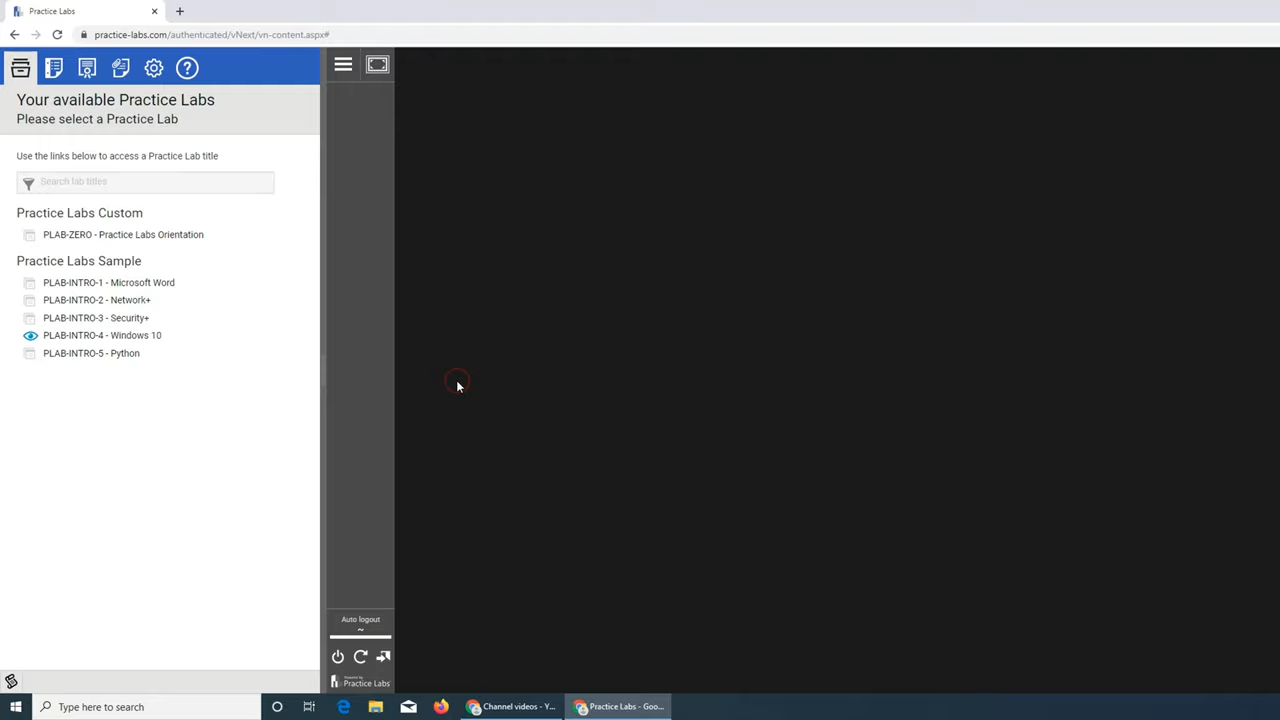 Practice Labs
practice-labs.com/authenticated/vNext/vn-content.aspx#
Your available Practice Labs
Please select a Practice Lab
Use the links below to access a Practice Lab title
Search lab titles
Practice Labs Custom
PLAB-ZERO - Practice Labs Orientation
Practice Labs Sample
PLAB-INTRO-1 - Microsoft Word
PLAB-INTRO-2 - Network+
PLAB-INTRO-3 - Security+
PLAB-INTRO-4 - Windows 10
PLAB-INTRO-5 - Python
Auto logout
~
Powered by
Practice Labs
Type here to search
Channel videos - Y...
Practice Labs - Goo...